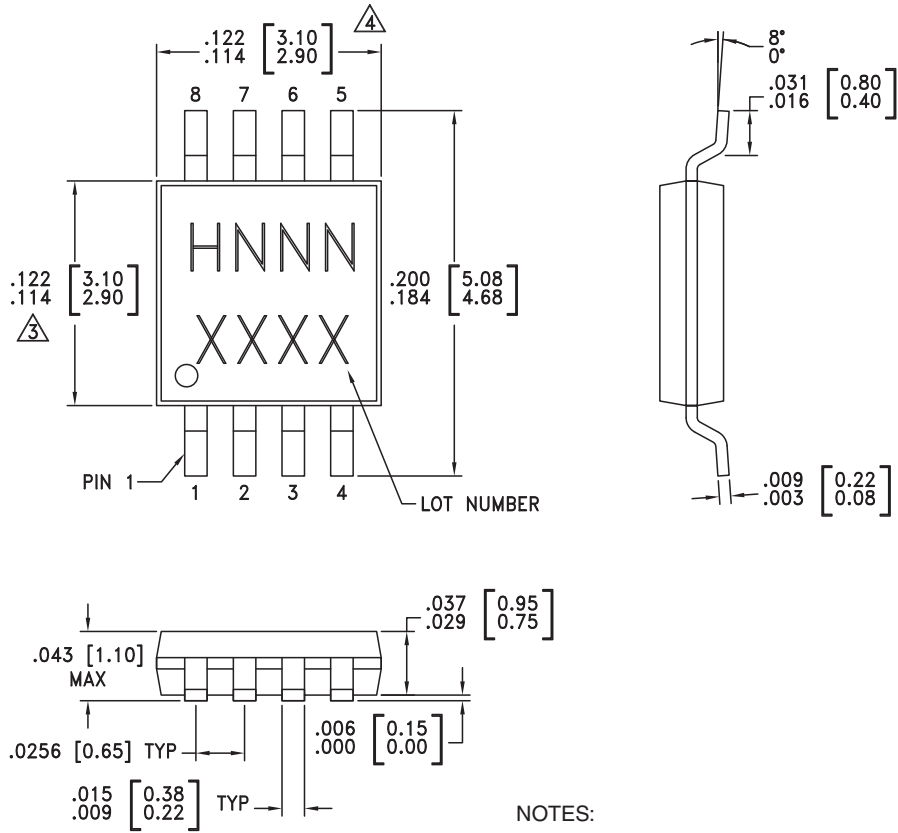 .122 [3.10]
.114 [2.90]
4
8 7 6 5
8°
0°
.031 [0.80]
.016 [0.40]
HNNN
XXXX
.122 [3.10]
.114 [2.90]
3
.200 [5.08]
.184 [4.68]
PIN 1
1 2 3 4
LOT NUMBER
.009 [0.22]
.003 [0.08]
.037 [0.95]
.029 [0.75]
.043 [1.10]
MAX
.006 [0.15]
.000 [0.00]
.0256 [0.65] TYP
.015 [0.38]
.009 [0.22]
TYP
NOTES: